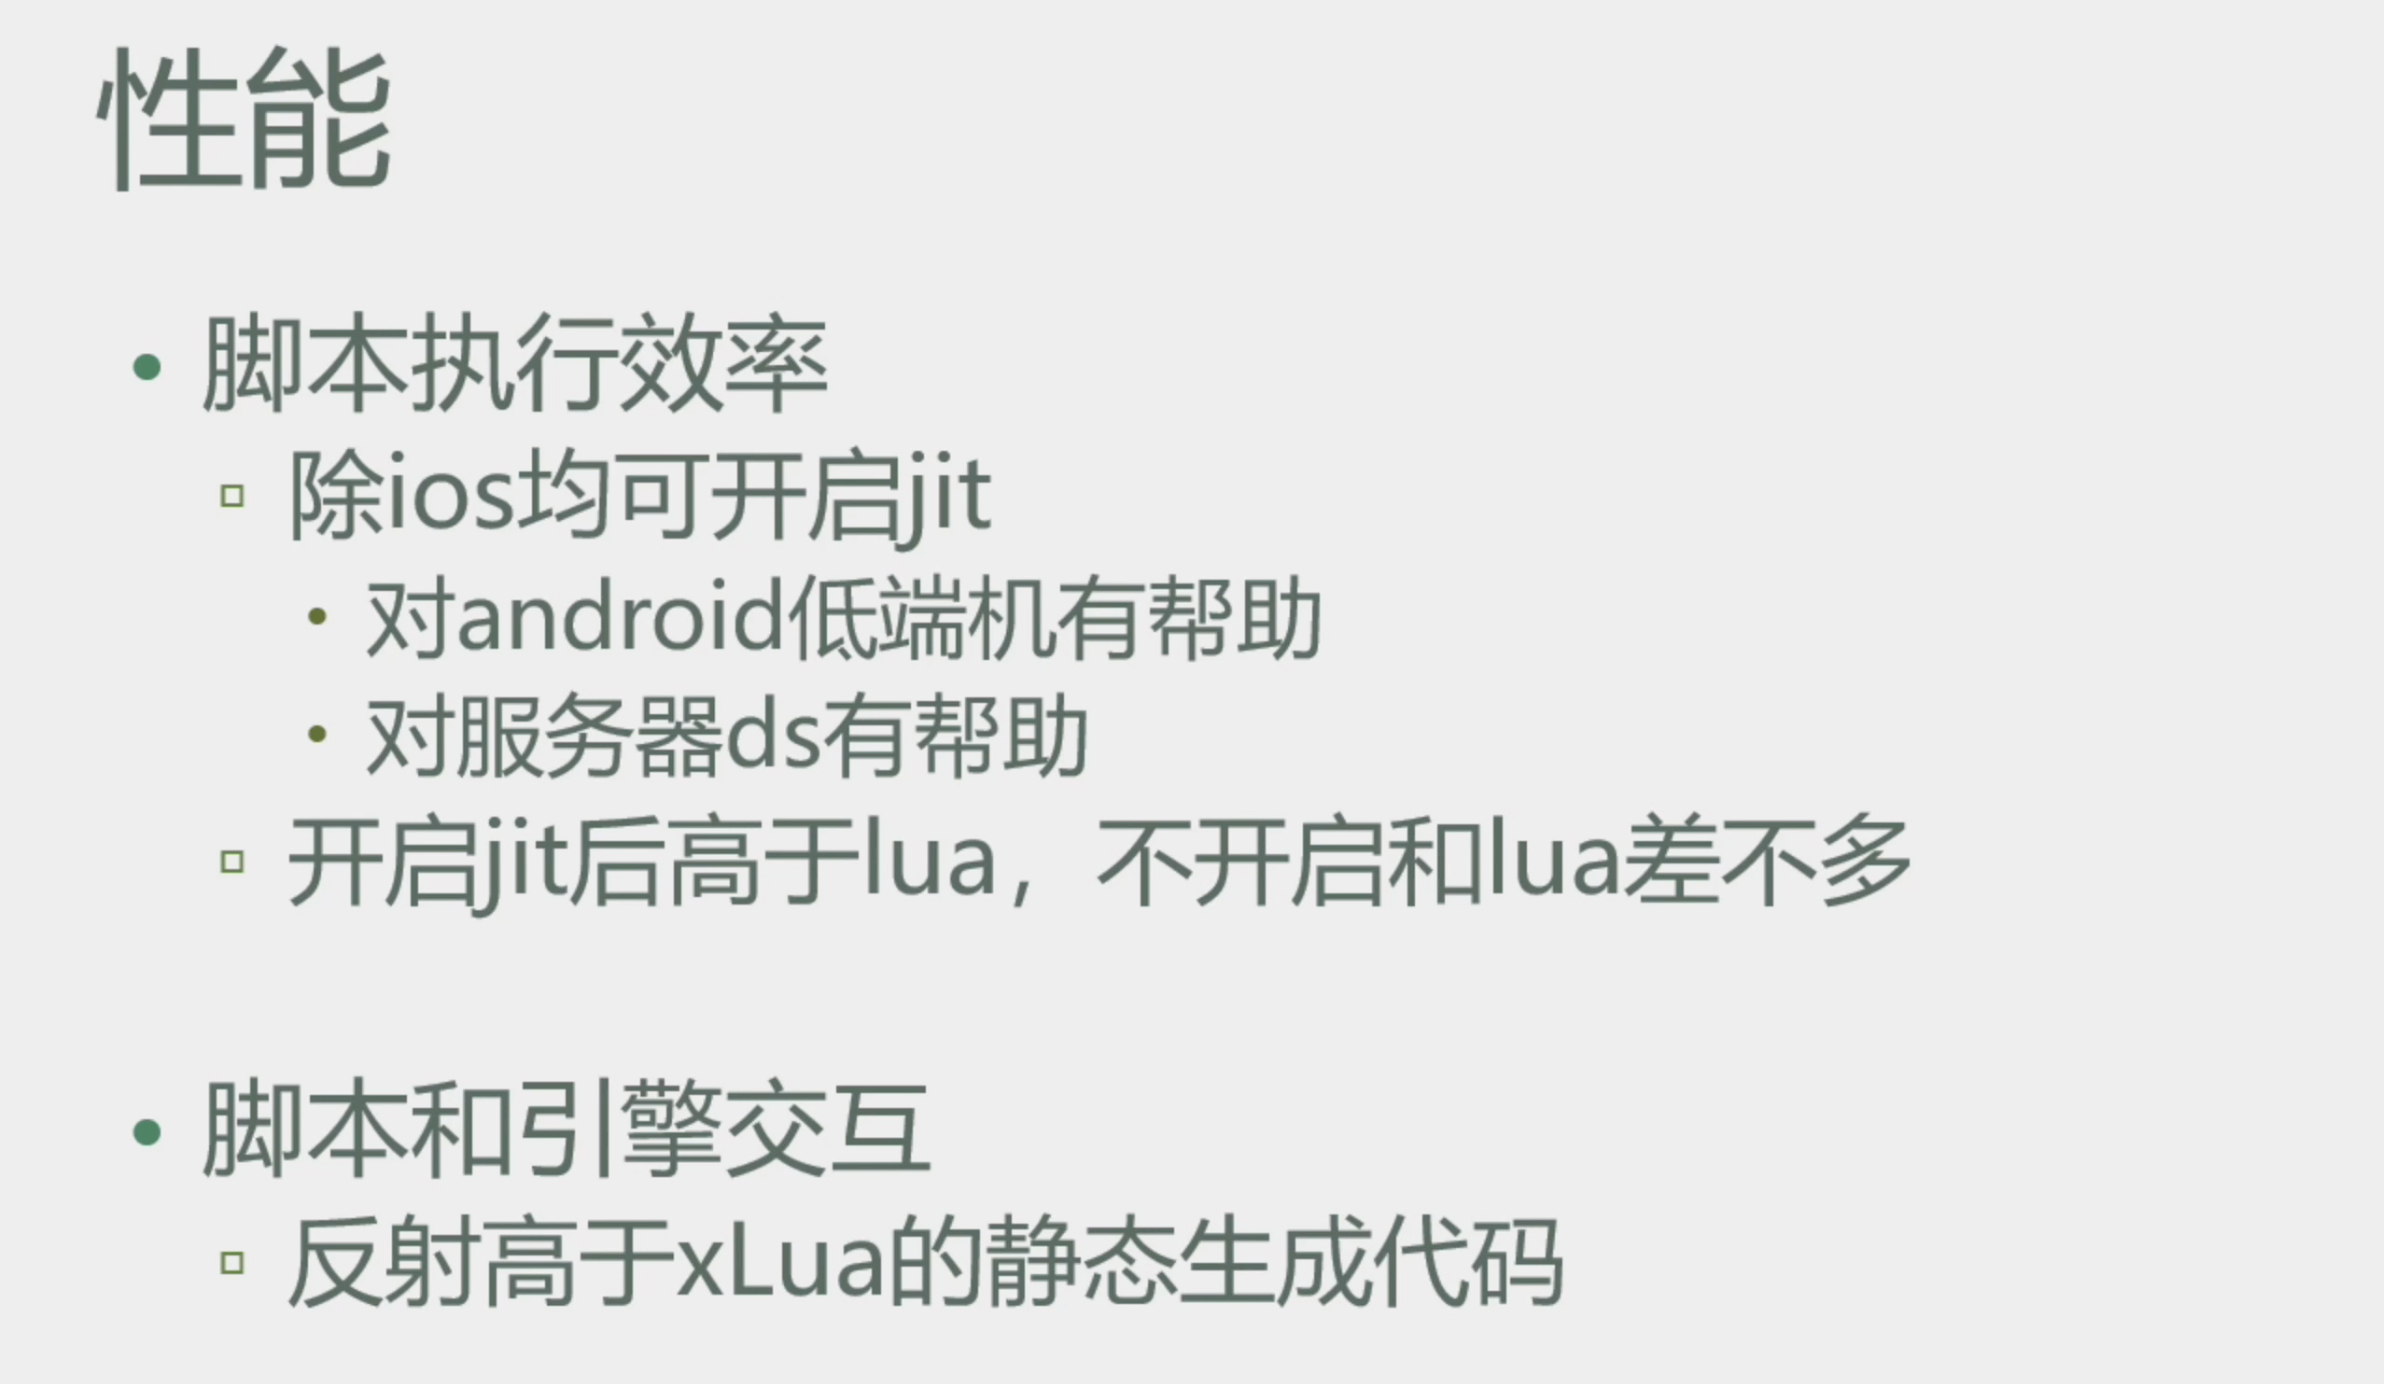 性能
脚本执行效率
除ios均可开启jit
对android低端机有帮助
对服务器ds有帮助
开启jit后高于lua，不开启和lua差不多
脚本和引擎交互
反射高于xLua的静态生成代码